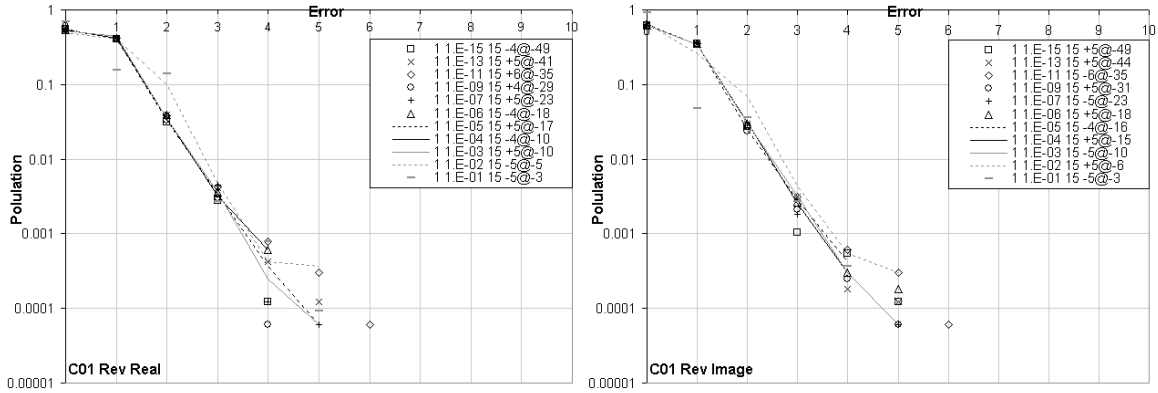 Error
0 1 2 3 4 5 6 7 8 9 10
1
0.1
0.01
0.001
0.0001
0.00001
Polulation
1 1.E-15 15 -4@-49
1 1.E-13 15 +5@-41
1 1.E-11 15 +6@-35
1 1.E-09 15 +4@-29
1 1.E-07 15 +5@-23
1 1.E-06 15 -4@-18
1 1.E-05 15 +5@-17
1 1.E-04 15 -4@-10
1 1.E-03 15 +5@-10
1 1.E-02 15 -5@-5
1 1.E-01 15 -5@-3
C01 Rev Real
Error
0 1 2 3 4 5 6 7 8 9 10
1
0.1
0.01
0.001
0.0001
0.00001
Polulation
1 1.E-15 15 +5@-49
1 1.E-13 15 +5@-44
1 1.E-11 15 -6@-35
1 1.E-09 15 +5@-31
1 1.E-07 15 -5@-23
1 1.E-06 15 +5@-18
1 1.E-05 15 -4@-16
1 1.E-04 15 +5@-15
1 1.E-03 15 -5@-10
1 1.E-02 15 +5@-6
1 1.E-01 15 -5@-3
C01 Rev Image